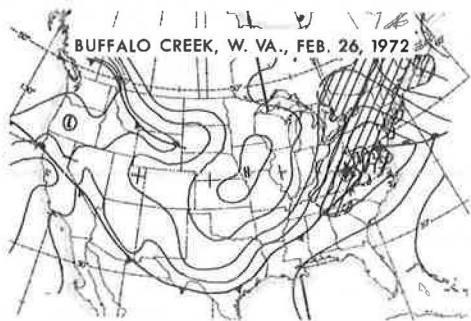 BUFFALO CREEK, W. VA., FEB. 26, 1972
H